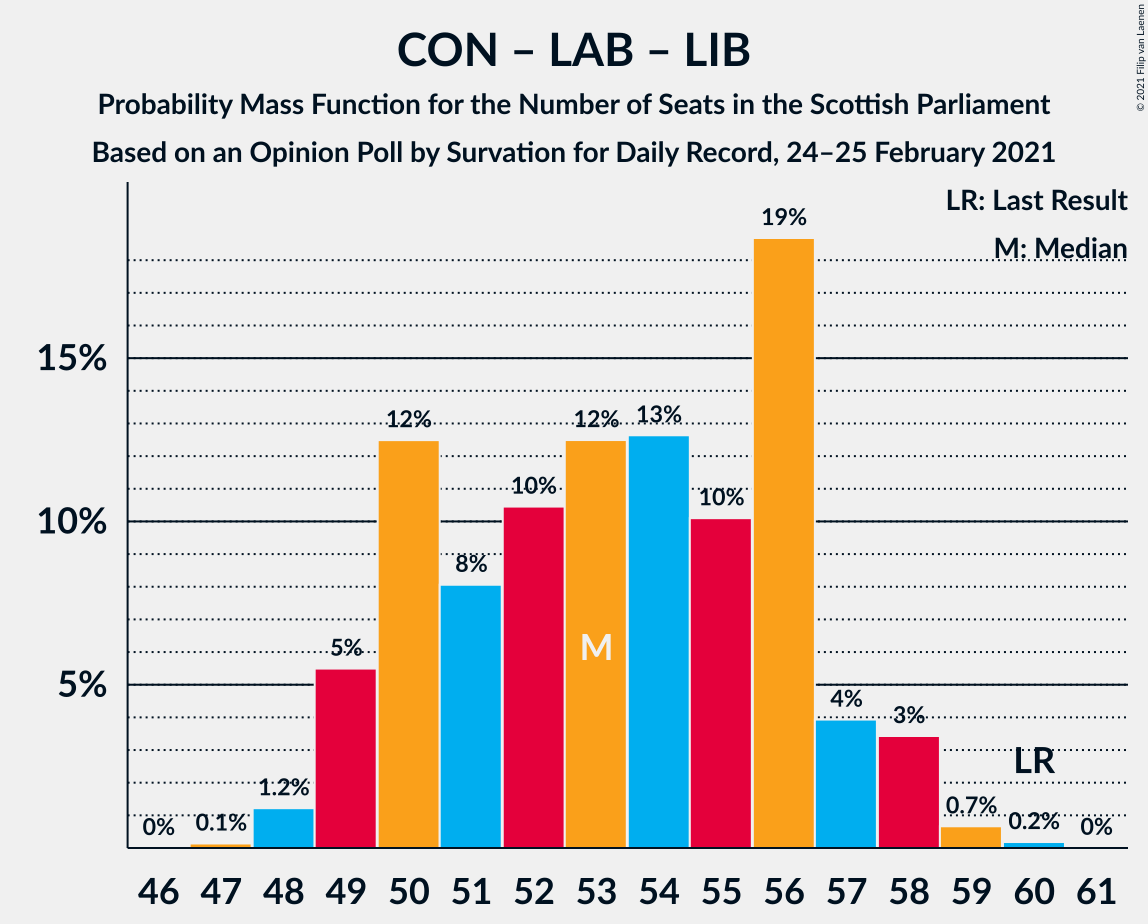 CON – LAB – LIB
Probability Mass Function for the Number of Seats in the Scottish Parliament
Based on an Opinion Poll by Survation for Daily Record, 24–25 February 2021
© 2021 Filip van Laenen
LR: Last Result
M: Median
19%
15%
12%
12%
13%
10%
10%
10%
8%
M
5%
5%
4%
3%
LR
1.2%
0.7%
0%
0.1%
0.2%
0%
46 47 48 49 50 51 52 53 54 55 56 57 58 59 60 61